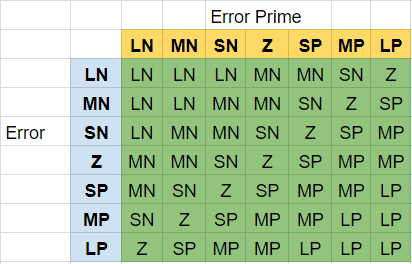 Error Prime
LN MN SN Z SP MP LP
LN LN LN LN MN MN SN Z
MN LN LN MN MN SN Z SP
Error SN LN MN MN SN Z SP MP
Z MN MN SN Z SP MP MP
SP MN SN Z SP MP MP LP
MP SN Z SP MP MP LP LP
LP Z SP MP MP LP LP LP